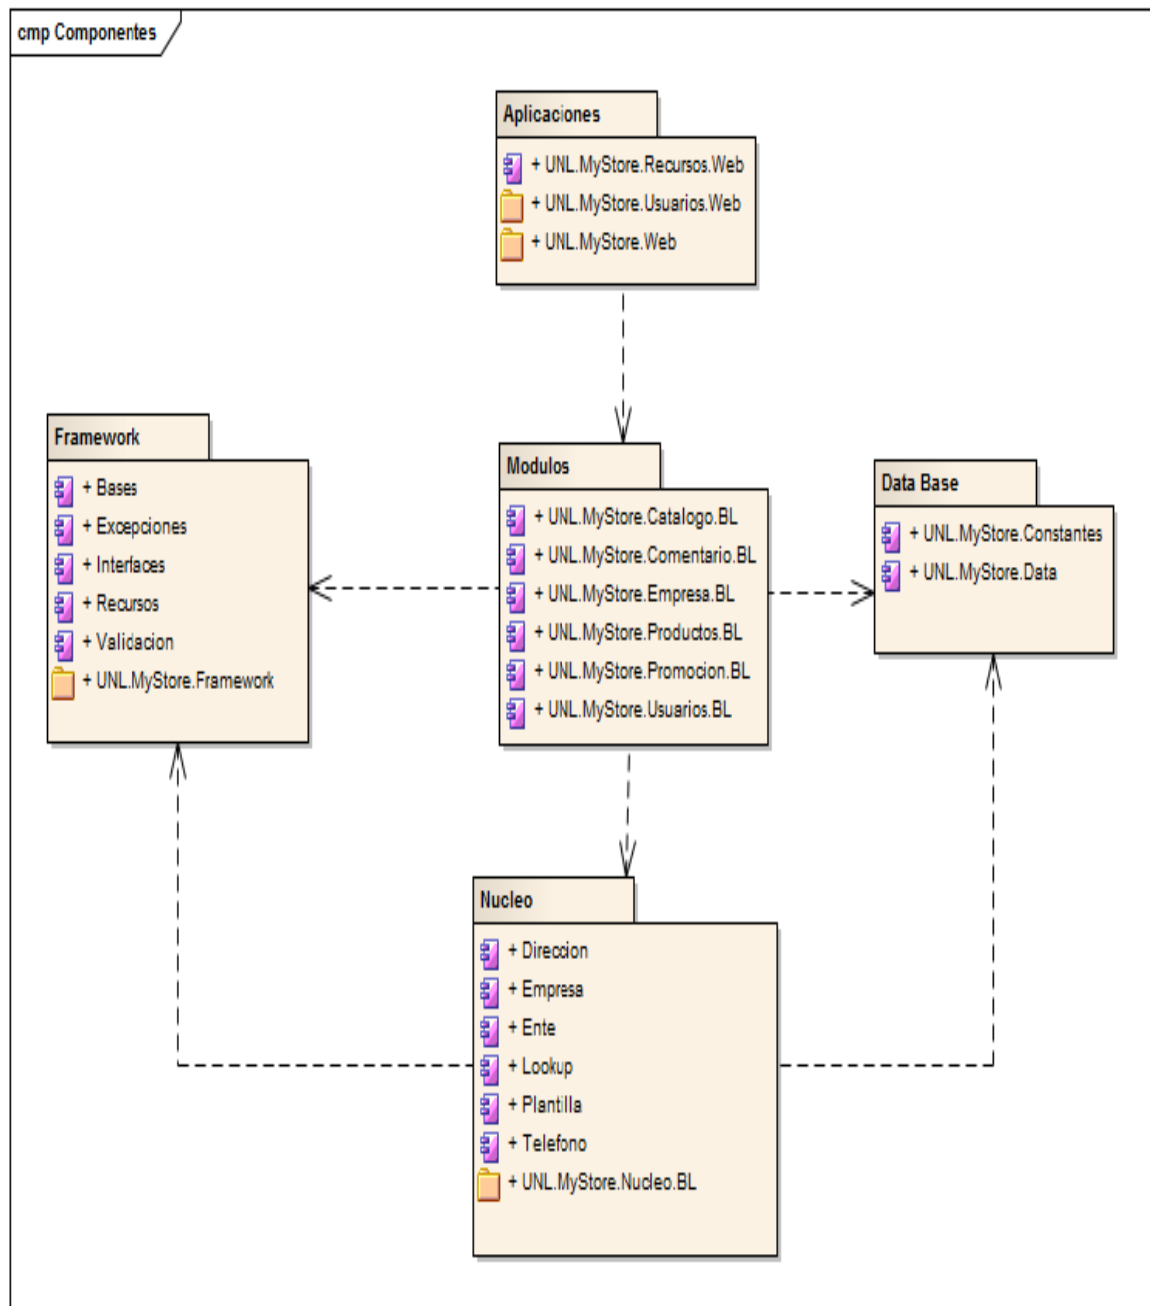 cmp Componentes
Aplicaciones
+ UNL.MyStore.Recursos.Web
+ UNL.MyStore.Usuarios.Web
+ UNL.MyStore.Web
Framework
+ Bases
+ Excepciones
+ Interfaces
+ Recursos
+ Validacion
+ UNL.MyStore.Framework
Modulos
+ UNL.MyStore.Catalogo.BL
+ UNL.MyStore.Comentario.BL
+ UNL.MyStore.Empresa.BL
+ UNL.MyStore.Productos.BL
+ UNL.MyStore.Promocion.BL
+ UNL.MyStore.Usuarios.BL
Data Base
+ UNL.MyStore.Constantes
+ UNL.MyStore.Data
Nucleo
+ Direccion
+ Empresa
+ Ente
+ Lookup
+ Plantilla
+ Telefono
+ UNL.MyStore.Nucleo.BL